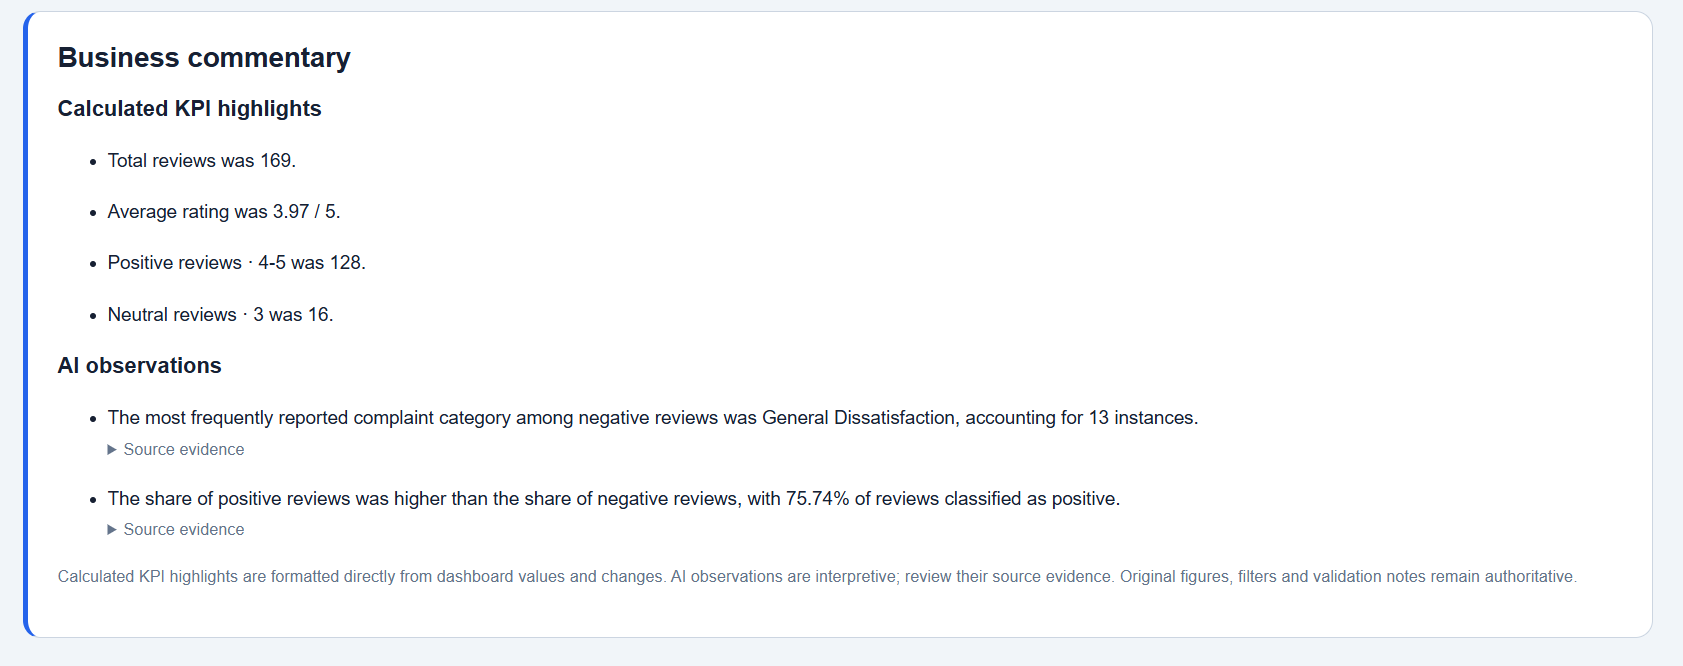 Business commentary
Calculated KPI highlights
• Total reviews was 169.
• Average rating was 3.97 / 5.
• Positive reviews · 4-5 was 128.
• Neutral reviews · 3 was 16.
AI observations
• The most frequently reported complaint category among negative reviews was General Dissatisfaction, accounting for 13 instances.
▶ Source evidence
• The share of positive reviews was higher than the share of negative reviews, with 75.74% of reviews classified as positive.
▶ Source evidence
Calculated KPI highlights are formatted directly from dashboard values and changes. AI observations are interpretive; review their source evidence. Original figures, filters and validation notes remain authoritative.